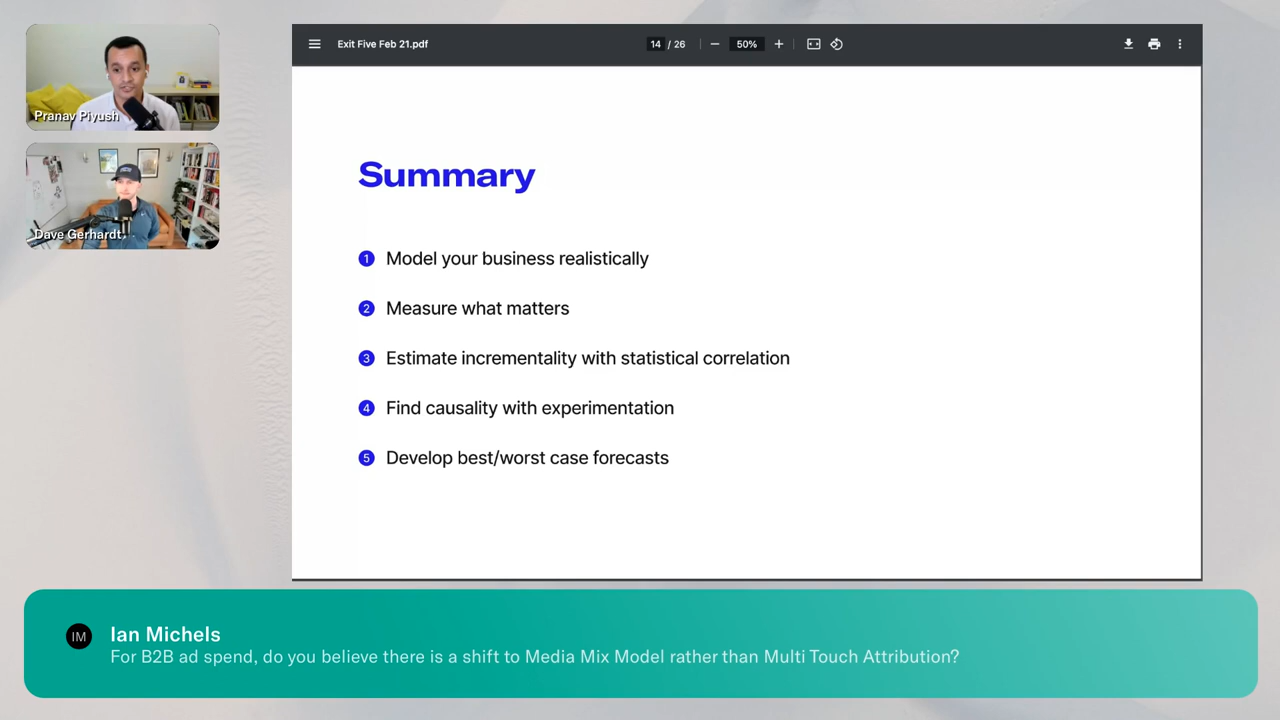 Pranav Piyush
Dave Gerhardt
Exit Five Feb 21.pdf
14 / 26
50%
Summary
1 Model your business realistically
2 Measure what matters
3 Estimate incrementality with statistical correlation
4 Find causality with experimentation
5 Develop best/worst case forecasts
IM
Ian Michels
For B2B ad spend, do you believe there is a shift to Media Mix Model rather than Multi Touch Attribution?